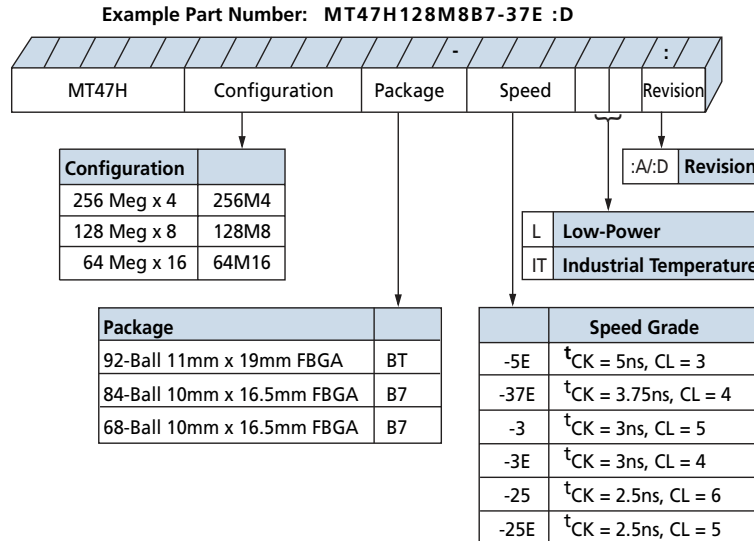 Example Part Number: MT47H128M8B7-37E :D
- :
MT47H Configuration Package Speed Revision
:A/:D Revision
Configuration
256 Meg x 4 256M4
128 Meg x 8 128M8
64 Meg x 16 64M16
L Low-Power
IT Industrial Temperature
Package
92-Ball 11mm x 19mm FBGA BT
84-Ball 10mm x 16.5mm FBGA B7
68-Ball 10mm x 16.5mm FBGA B7
Speed Grade
-5E tCK = 5ns, CL = 3
-37E tCK = 3.75ns, CL = 4
-3 tCK = 3ns, CL = 5
-3E tCK = 3ns, CL = 4
-25 tCK = 2.5ns, CL = 6
-25E tCK = 2.5ns, CL = 5